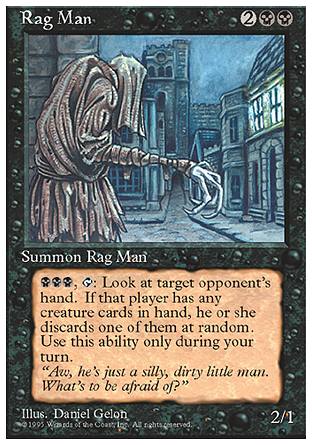 Rag Man 2
Summon Rag Man
, : Look at target opponent's
hand. If that player has any
creature cards in hand, he or she
discards one of them at random.
Use this ability only during your
turn.
"Aw, he's just a silly, dirty little man.
What's to be afraid of?"
Illus. Daniel Gelon
© 1995 Wizards of the Coast, Inc. All rights reserved.
2/1